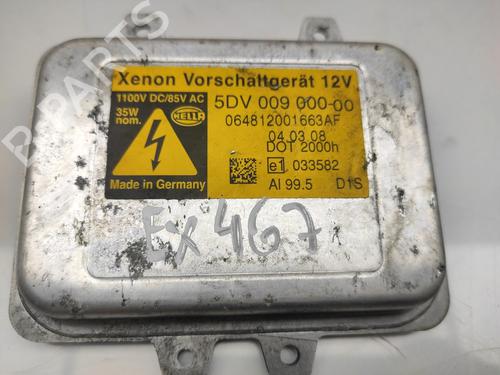 B-PARTS
Xenon Vorschaltgerät 12V
1100V DC/85V AC
35W
nom.
HELLA
5DV 009 000-00
064812001663AF
04.03.08
DOT 2000h
e1 033582
Made in Germany
Al 99.5 D1S
EX 467